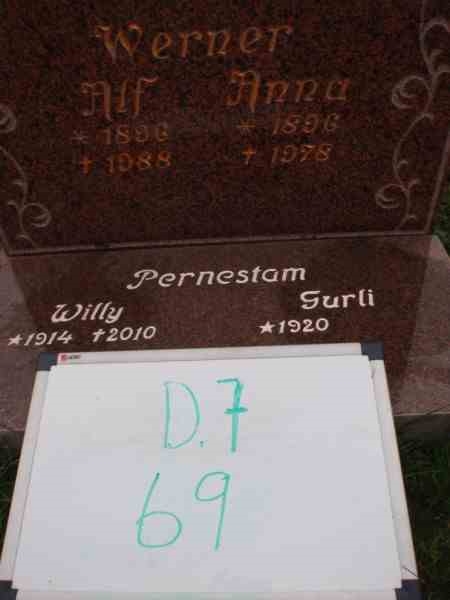 Werner
Alf Anna
* 1896 * 1896
† 1988 † 1978
Pernestam
Willy Gurli
*1914 †2010 *1920
D.7
69